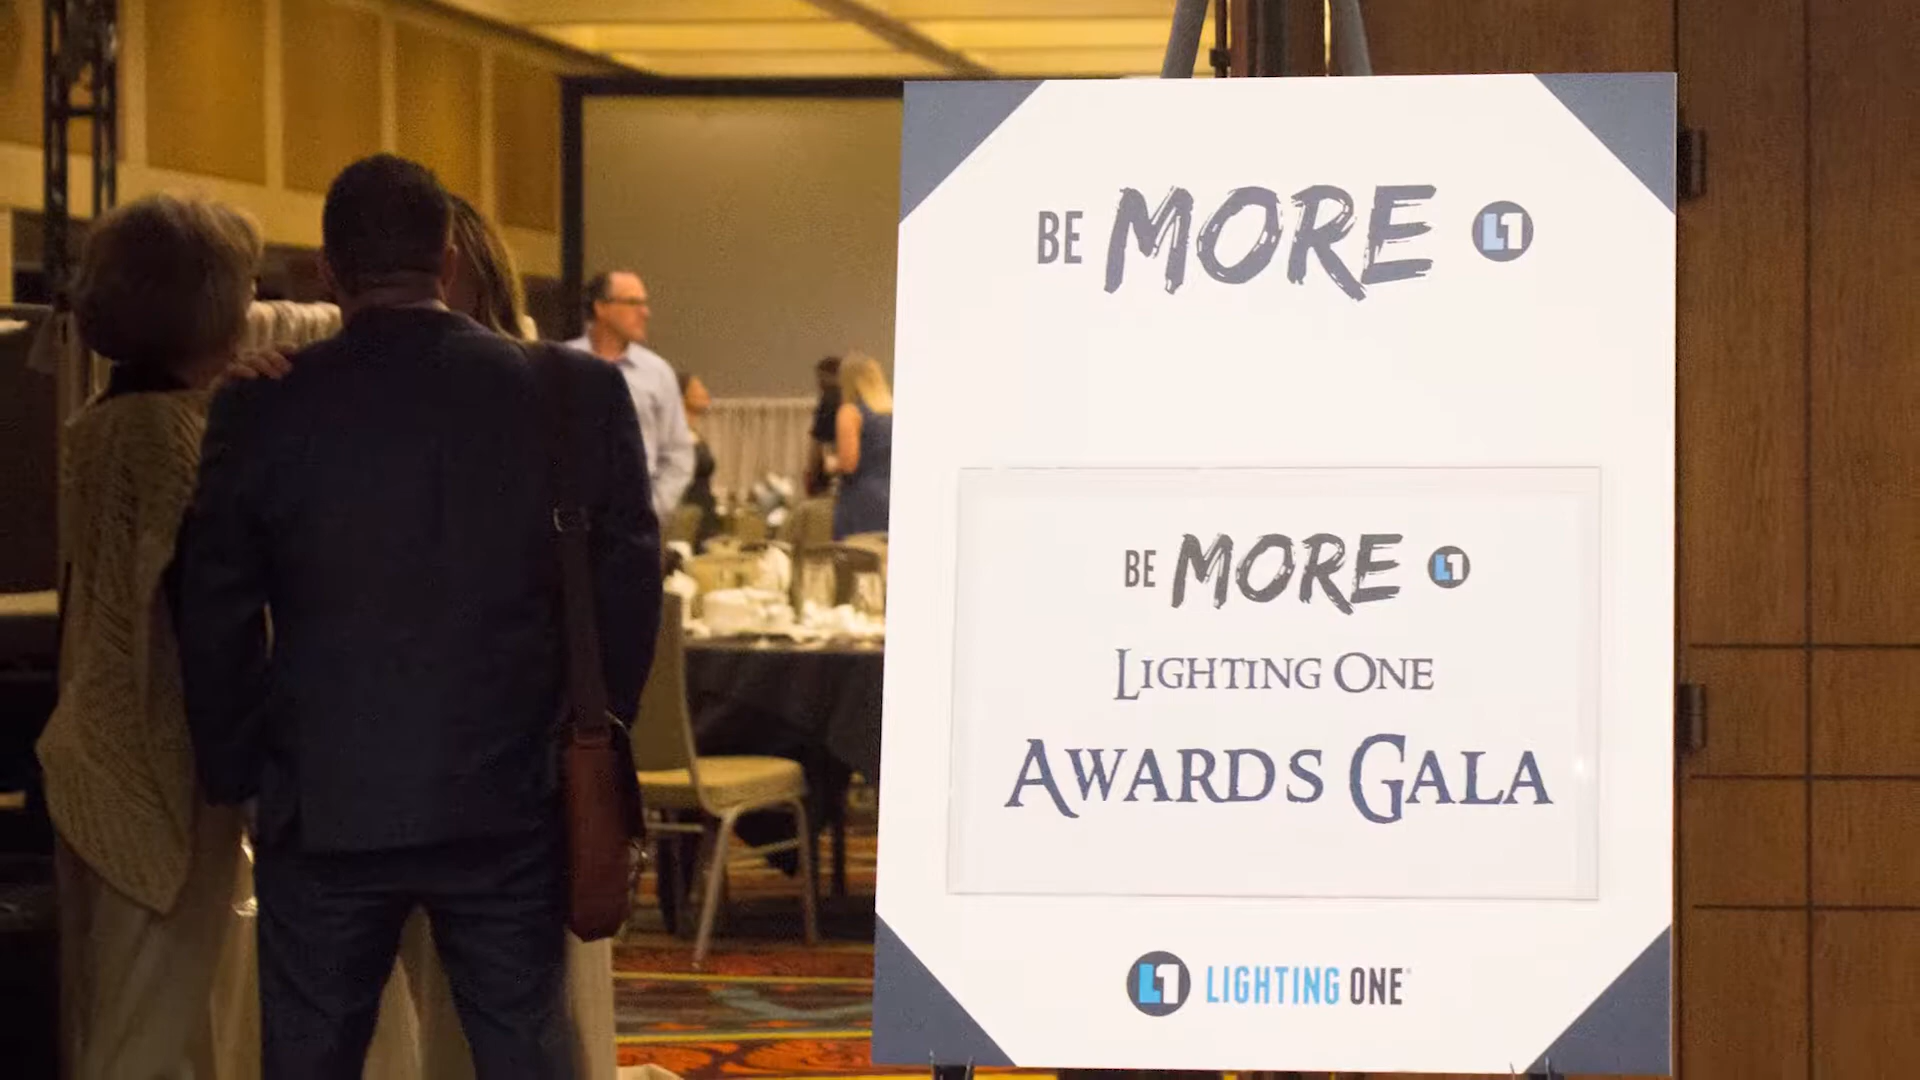 BE MORE L1
BE MORE L1
LIGHTING ONE
AWARDS GALA
L1 LIGHTING ONE